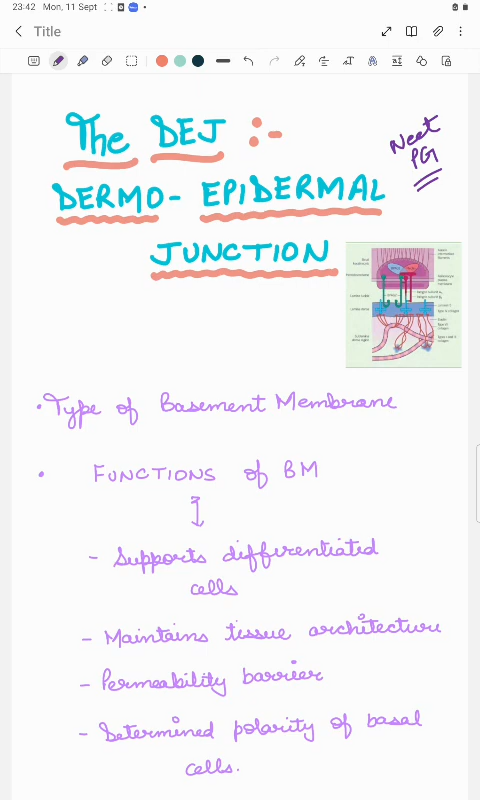 23:42 Mon, 11 Sept
Title
The DEJ :-
Neet
PG
DERMO- EPIDERMAL
JUNCTION
• Type of Basement Membrane
• FUNCTIONS of BM
- Supports differentiated
cells
- Maintains tissue architecture
- Permeability barrier
- Determined polarity of basal
cells.